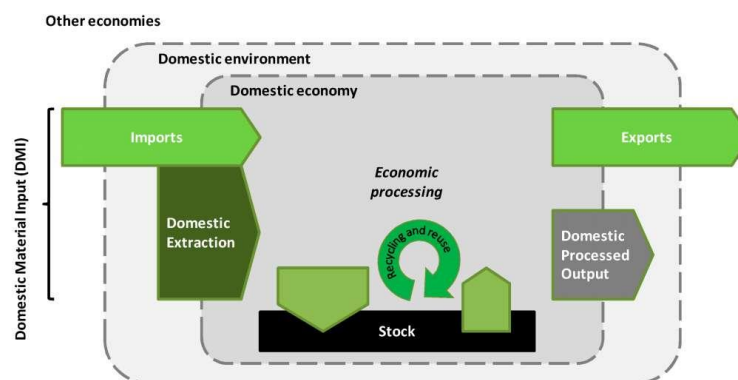 Other economies
Domestic environment
Domestic economy
Domestic Material Input (DMI)
Imports
Exports
Economic
processing
Domestic
Extraction
Recycling and reuse
Domestic
Processed
Output
Stock